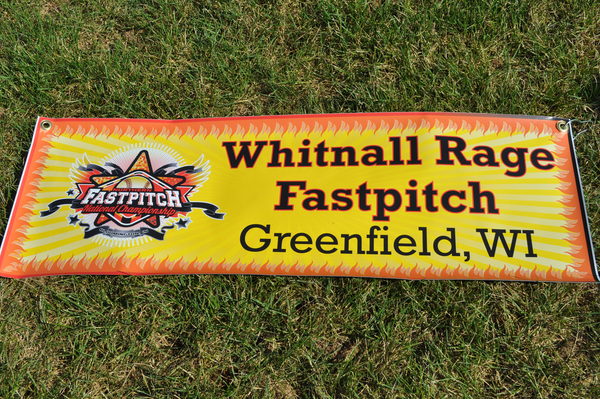 FASTPITCH
National Championship
Whitnall Rage
Fastpitch
Greenfield, WI